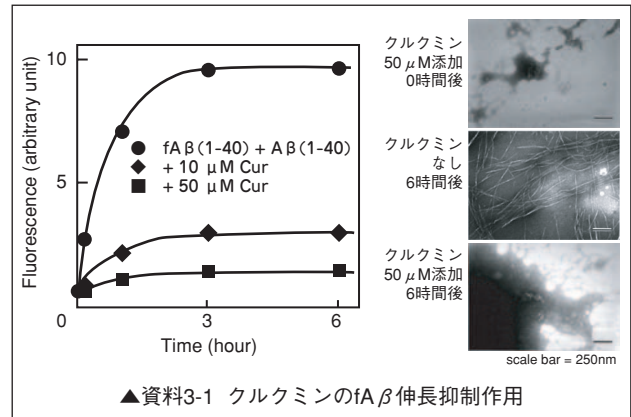 Fluorescence (arbitrary unit)
10
5
0
3
6
Time (hour)
fAβ(1-40) + Aβ(1-40)
+ 10 μM Cur
+ 50 μM Cur
クルクミン
50 μM添加
0時間後
クルクミン
なし
6時間後
クルクミン
50 μM添加
6時間後
scale bar = 250nm
▲資料3-1 クルクミンのfAβ伸長抑制作用